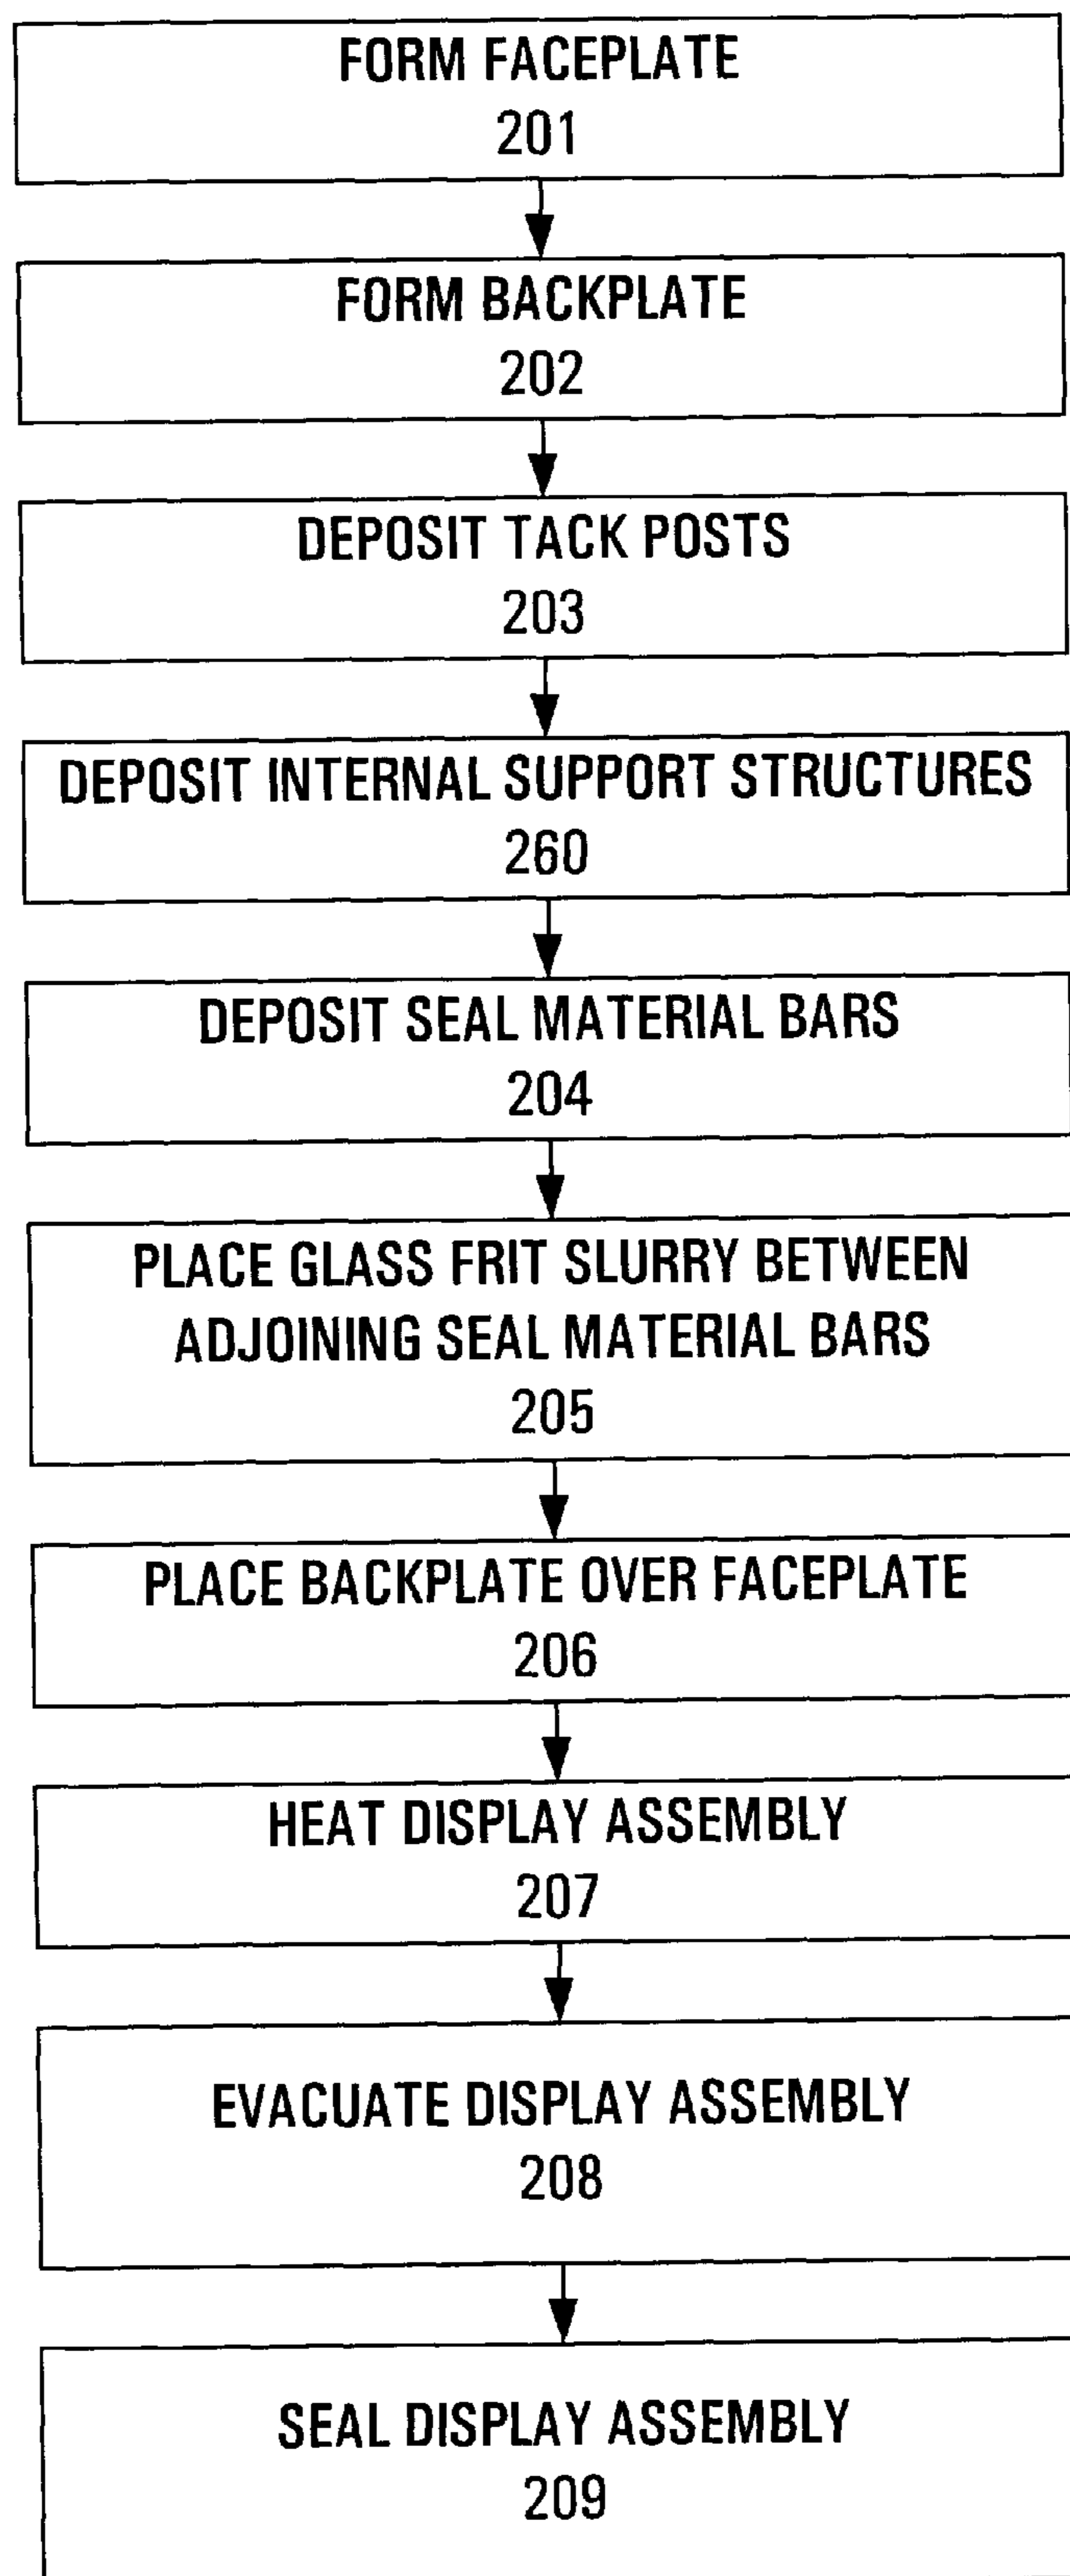 FORM FACEPLATE
201
FORM BACKPLATE
202
DEPOSIT TACK POSTS
203
DEPOSIT INTERNAL SUPPORT STRUCTURES
260
DEPOSIT SEAL MATERIAL BARS
204
PLACE GLASS FRIT SLURRY BETWEEN
ADJOINING SEAL MATERIAL BARS
205
PLACE BACKPLATE OVER FACEPLATE
206
HEAT DISPLAY ASSEMBLY
207
EVACUATE DISPLAY ASSEMBLY
208
SEAL DISPLAY ASSEMBLY
209